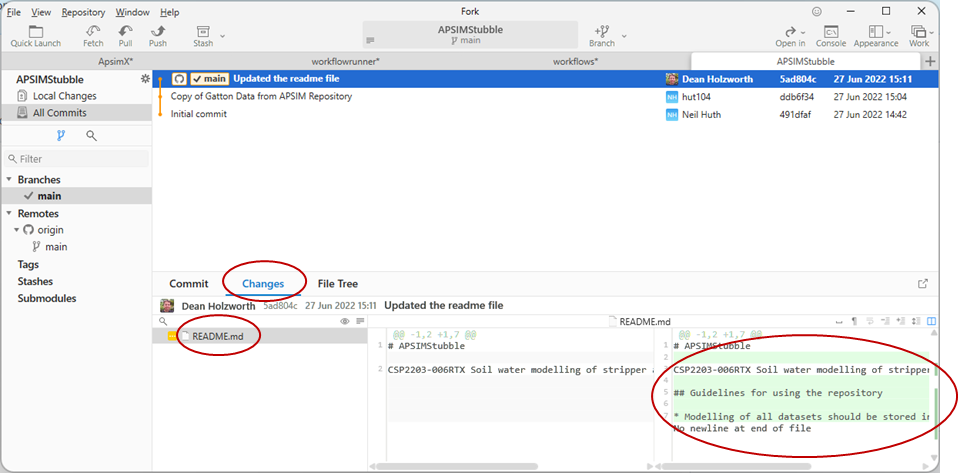 File View Repository Window Help
Fork
Quick Launch Fetch Pull Push Stash
APSIMStubble
main
Branch
Open in Console Appearance Work
ApsimX* workflowrunner* workflows* APSIMStubble
APSIMStubble
Local Changes
All Commits
Filter
Branches
main
Remotes
origin
main
Tags
Stashes
Submodules
main Updated the readme file Dean Holzworth 5ad804c 27 Jun 2022 15:11
Copy of Gatton Data from APSIM Repository NH hut104 ddb6f34 27 Jun 2022 15:04
Initial commit NH Neil Huth 491dfaf 27 Jun 2022 14:42
Commit Changes File Tree
Dean Holzworth 5ad804c 27 Jun 2022 15:11 Updated the readme file
README.md
README.md
@@ -1,2 +1,7 @@
1 # APSIMStubble
2 CSP2203-006RTX Soil water modelling of stripper
@@ -1,2 +1,7 @@
1 # APSIMStubble
2
3 CSP2203-006RTX Soil water modelling of stripper
4
5 ## Guidelines for using the repository
6
7 * Modelling of all datasets should be stored in
No newline at end of file